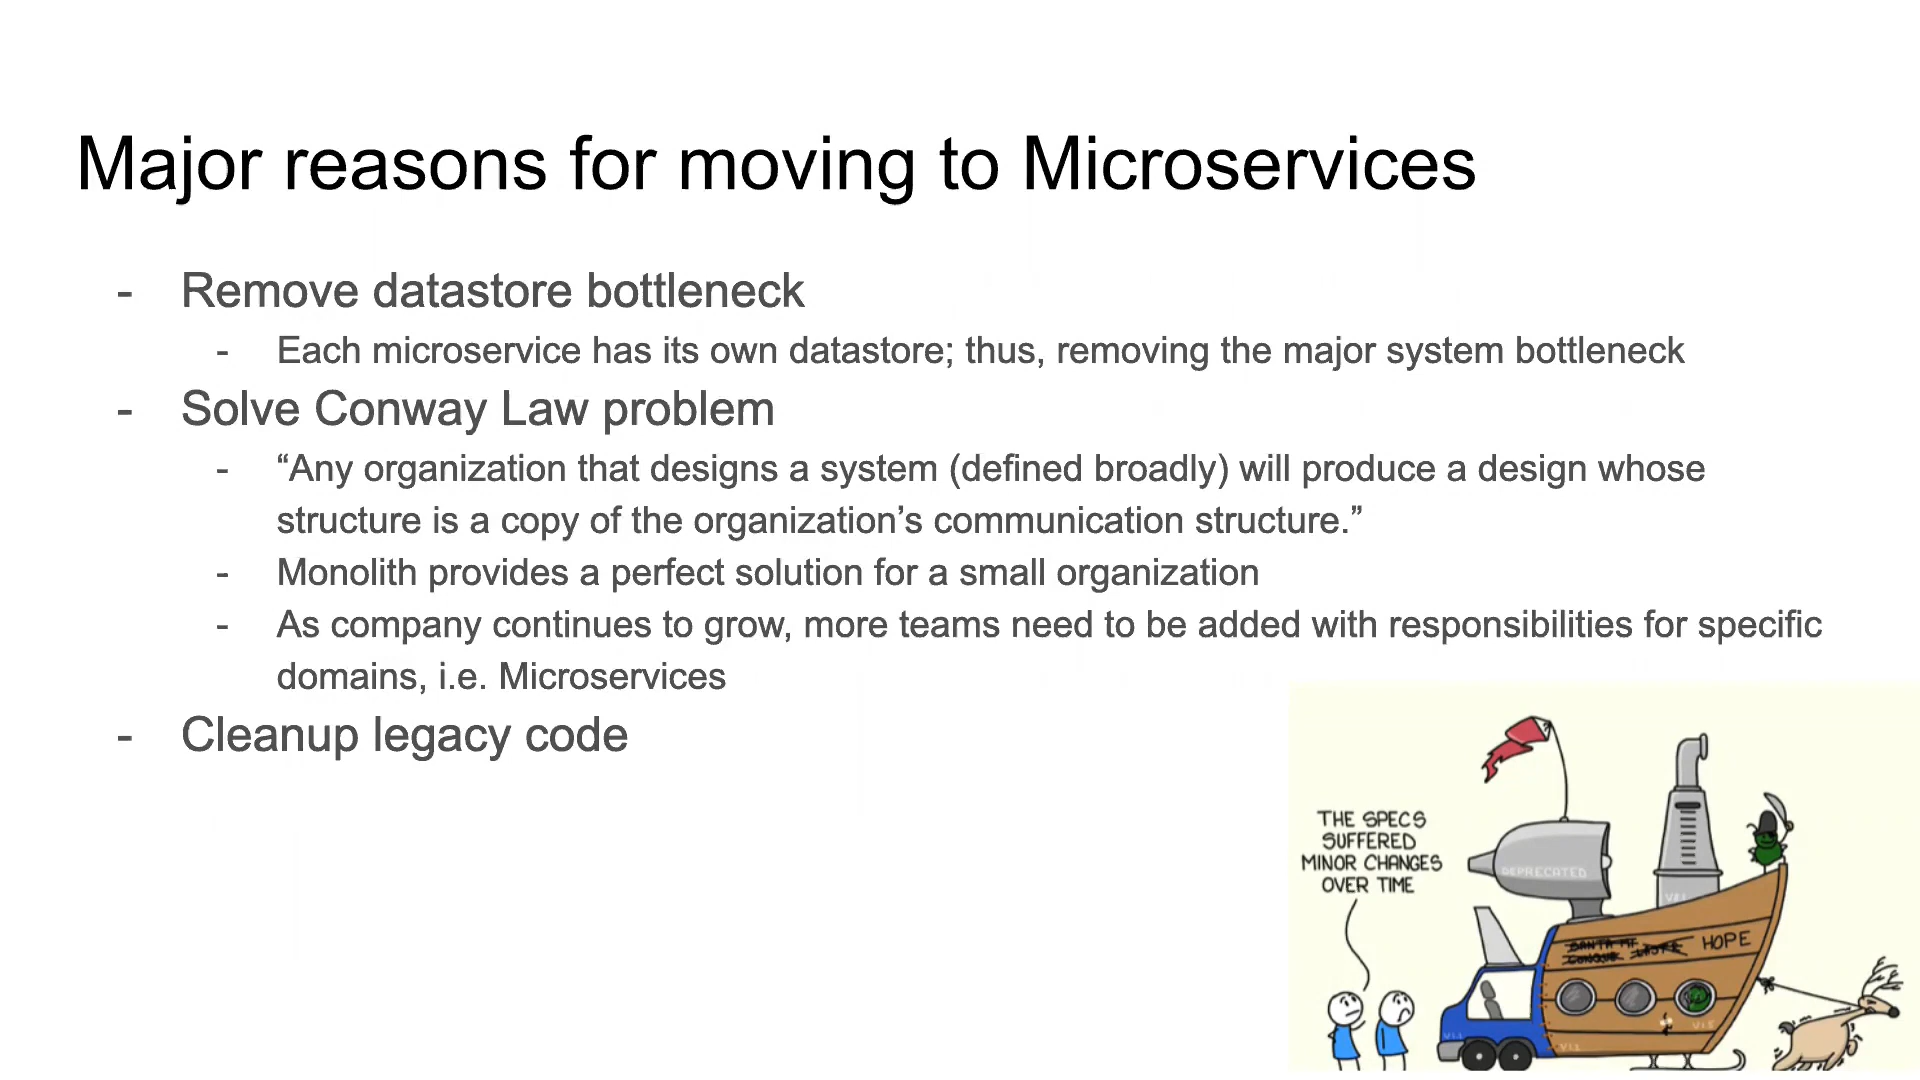 Major reasons for moving to Microservices
- Remove datastore bottleneck
- Each microservice has its own datastore; thus, removing the major system bottleneck
- Solve Conway Law problem
- “Any organization that designs a system (defined broadly) will produce a design whose
structure is a copy of the organization’s communication structure.”
- Monolith provides a perfect solution for a small organization
- As company continues to grow, more teams need to be added with responsibilities for specific
domains, i.e. Microservices
- Cleanup legacy code
THE SPECS
SUFFERED
MINOR CHANGES
OVER TIME
DEPRECATED
HOPE